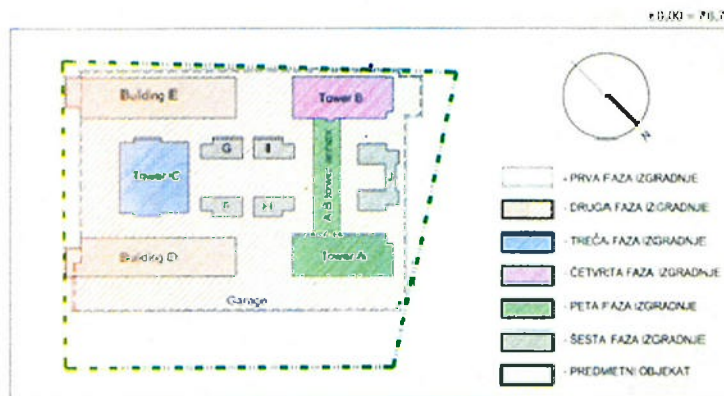 Building E
Tower B
Tower C
G
Building D
Tower A
Garage
N
- PRVA FAZA IZGRADNJE
- DRUGA FAZA IZGRADNJE
- TREĆA FAZA IZGRADNJE
- ČETVRTA FAZA IZGRADNJE
- PETA FAZA IZGRADNJE
- ŠESTA FAZA IZGRADNJE
- PREDMETNI OBJEKAT